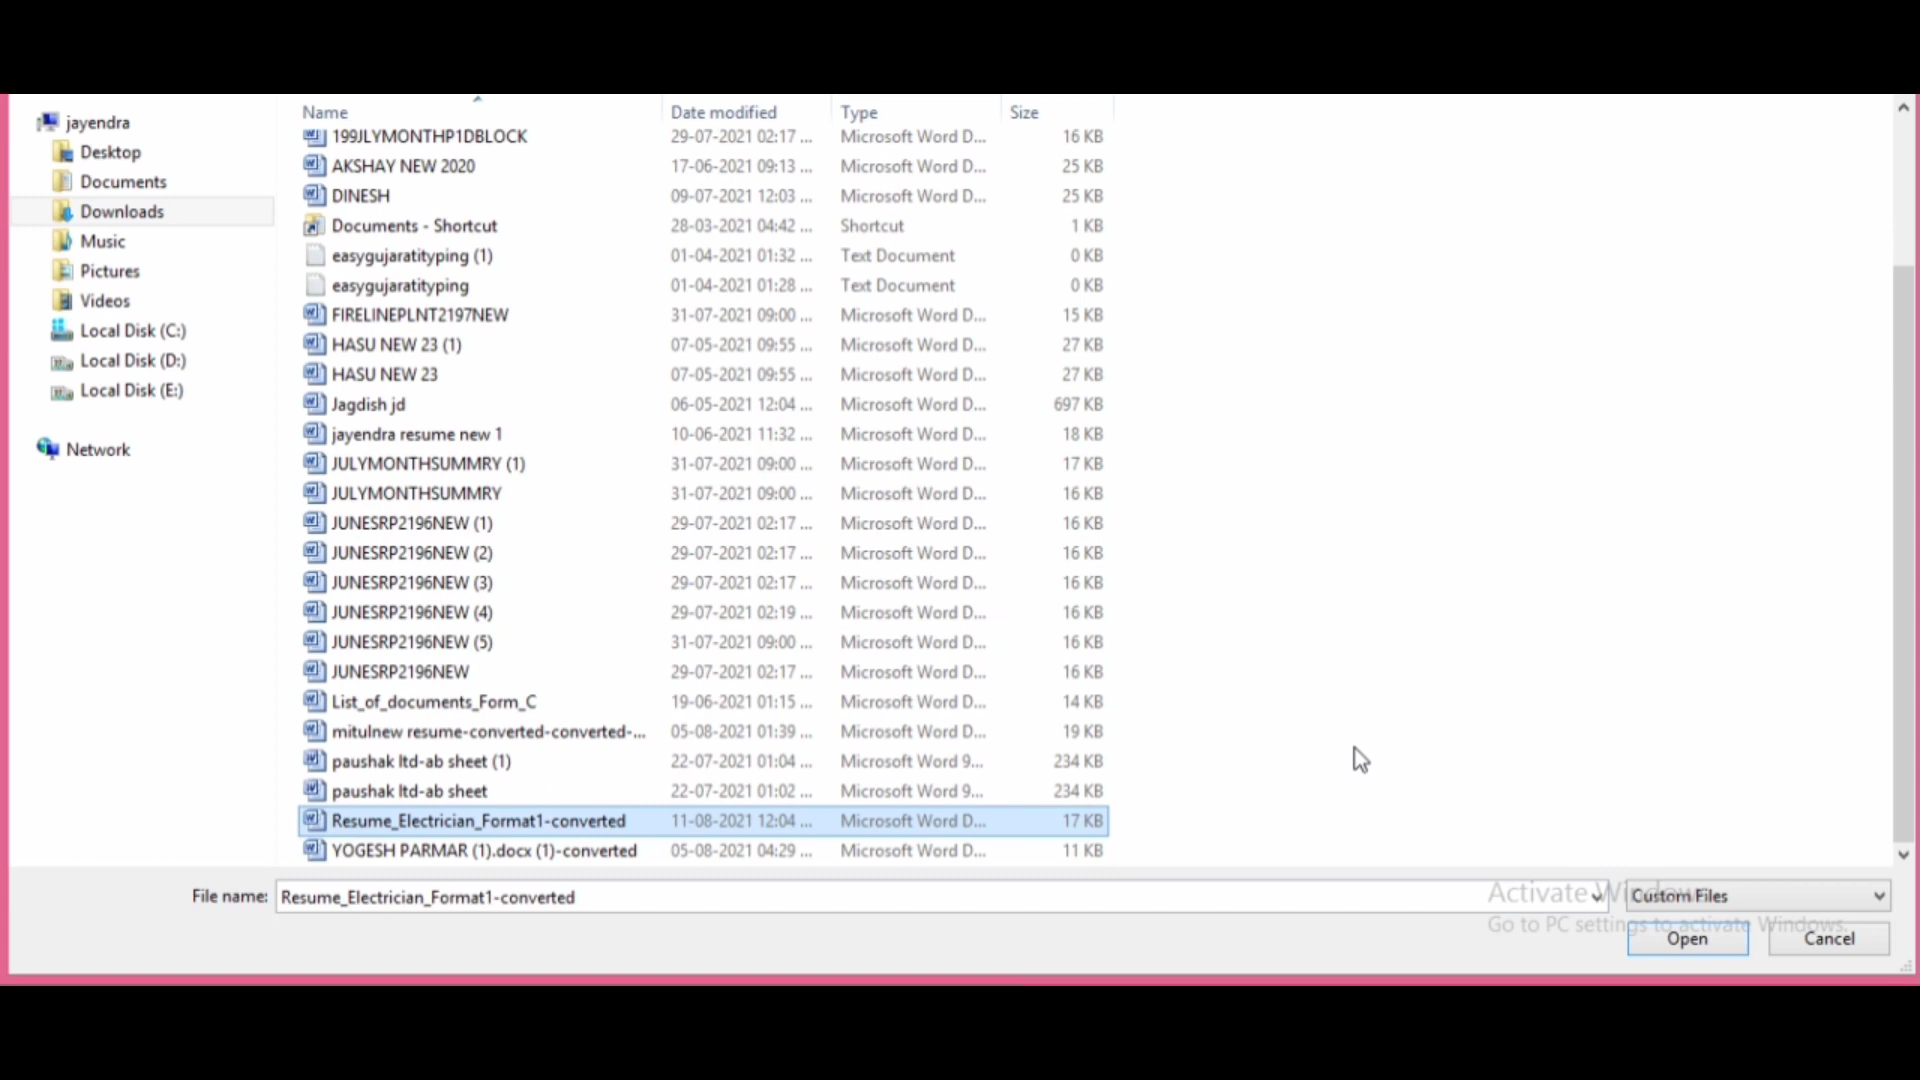 Name Date modified Type Size
jayendra
Desktop
Documents
Downloads
Music
Pictures
Videos
Local Disk (C:)
Local Disk (D:)
Local Disk (E:)
Network
199JLYMONTHP1DBLOCK 29-07-2021 02:17 ... Microsoft Word D... 16 KB
AKSHAY NEW 2020 17-06-2021 09:13 ... Microsoft Word D... 25 KB
DINESH 09-07-2021 12:03 ... Microsoft Word D... 25 KB
Documents - Shortcut 28-03-2021 04:42 ... Shortcut 1 KB
easygujaratityping (1) 01-04-2021 01:32 ... Text Document 0 KB
easygujaratityping 01-04-2021 01:28 ... Text Document 0 KB
FIRELINEPLNT2197NEW 31-07-2021 09:00 ... Microsoft Word D... 15 KB
HASU NEW 23 (1) 07-05-2021 09:55 ... Microsoft Word D... 27 KB
HASU NEW 23 07-05-2021 09:55 ... Microsoft Word D... 27 KB
Jagdish jd 06-05-2021 12:04 ... Microsoft Word D... 697 KB
jayendra resume new 1 10-06-2021 11:32 ... Microsoft Word D... 18 KB
JULYMONTHSUMMRY (1) 31-07-2021 09:00 ... Microsoft Word D... 17 KB
JULYMONTHSUMMRY 31-07-2021 09:00 ... Microsoft Word D... 16 KB
JUNESRP2196NEW (1) 29-07-2021 02:17 ... Microsoft Word D... 16 KB
JUNESRP2196NEW (2) 29-07-2021 02:17 ... Microsoft Word D... 16 KB
JUNESRP2196NEW (3) 29-07-2021 02:17 ... Microsoft Word D... 16 KB
JUNESRP2196NEW (4) 29-07-2021 02:19 ... Microsoft Word D... 16 KB
JUNESRP2196NEW (5) 31-07-2021 09:00 ... Microsoft Word D... 16 KB
JUNESRP2196NEW 29-07-2021 02:17 ... Microsoft Word D... 16 KB
List_of_documents_Form_C 19-06-2021 01:15 ... Microsoft Word D... 14 KB
mitulnew resume-converted-converted-... 05-08-2021 01:39 ... Microsoft Word D... 19 KB
paushak ltd-ab sheet (1) 22-07-2021 01:04 ... Microsoft Word 9... 234 KB
paushak ltd-ab sheet 22-07-2021 01:02 ... Microsoft Word 9... 234 KB
Resume_Electrician_Format1-converted 11-08-2021 12:04 ... Microsoft Word D... 17 KB
YOGESH PARMAR (1).docx (1)-converted 05-08-2021 04:29 ... Microsoft Word D... 11 KB
File name: Resume_Electrician_Format1-converted Custom Files
Activate Windows
Go to PC settings to activate Windows.
Open Cancel